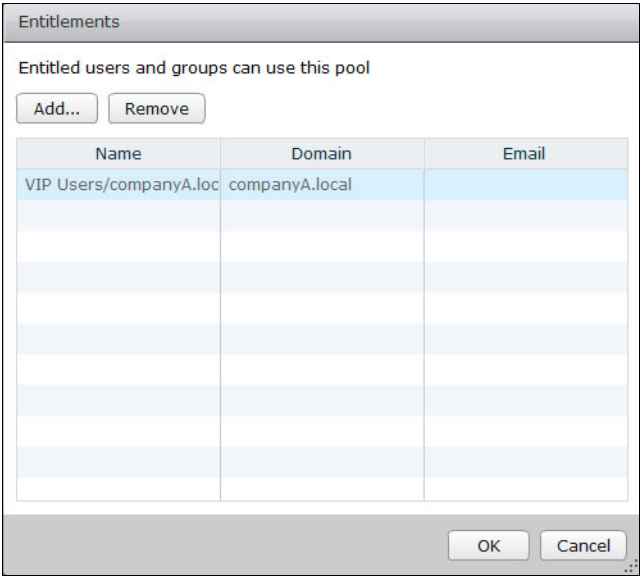 Entitlements
Entitled users and groups can use this pool
Add... Remove
Name Domain Email
VIP Users/companyA.loc companyA.local
OK Cancel